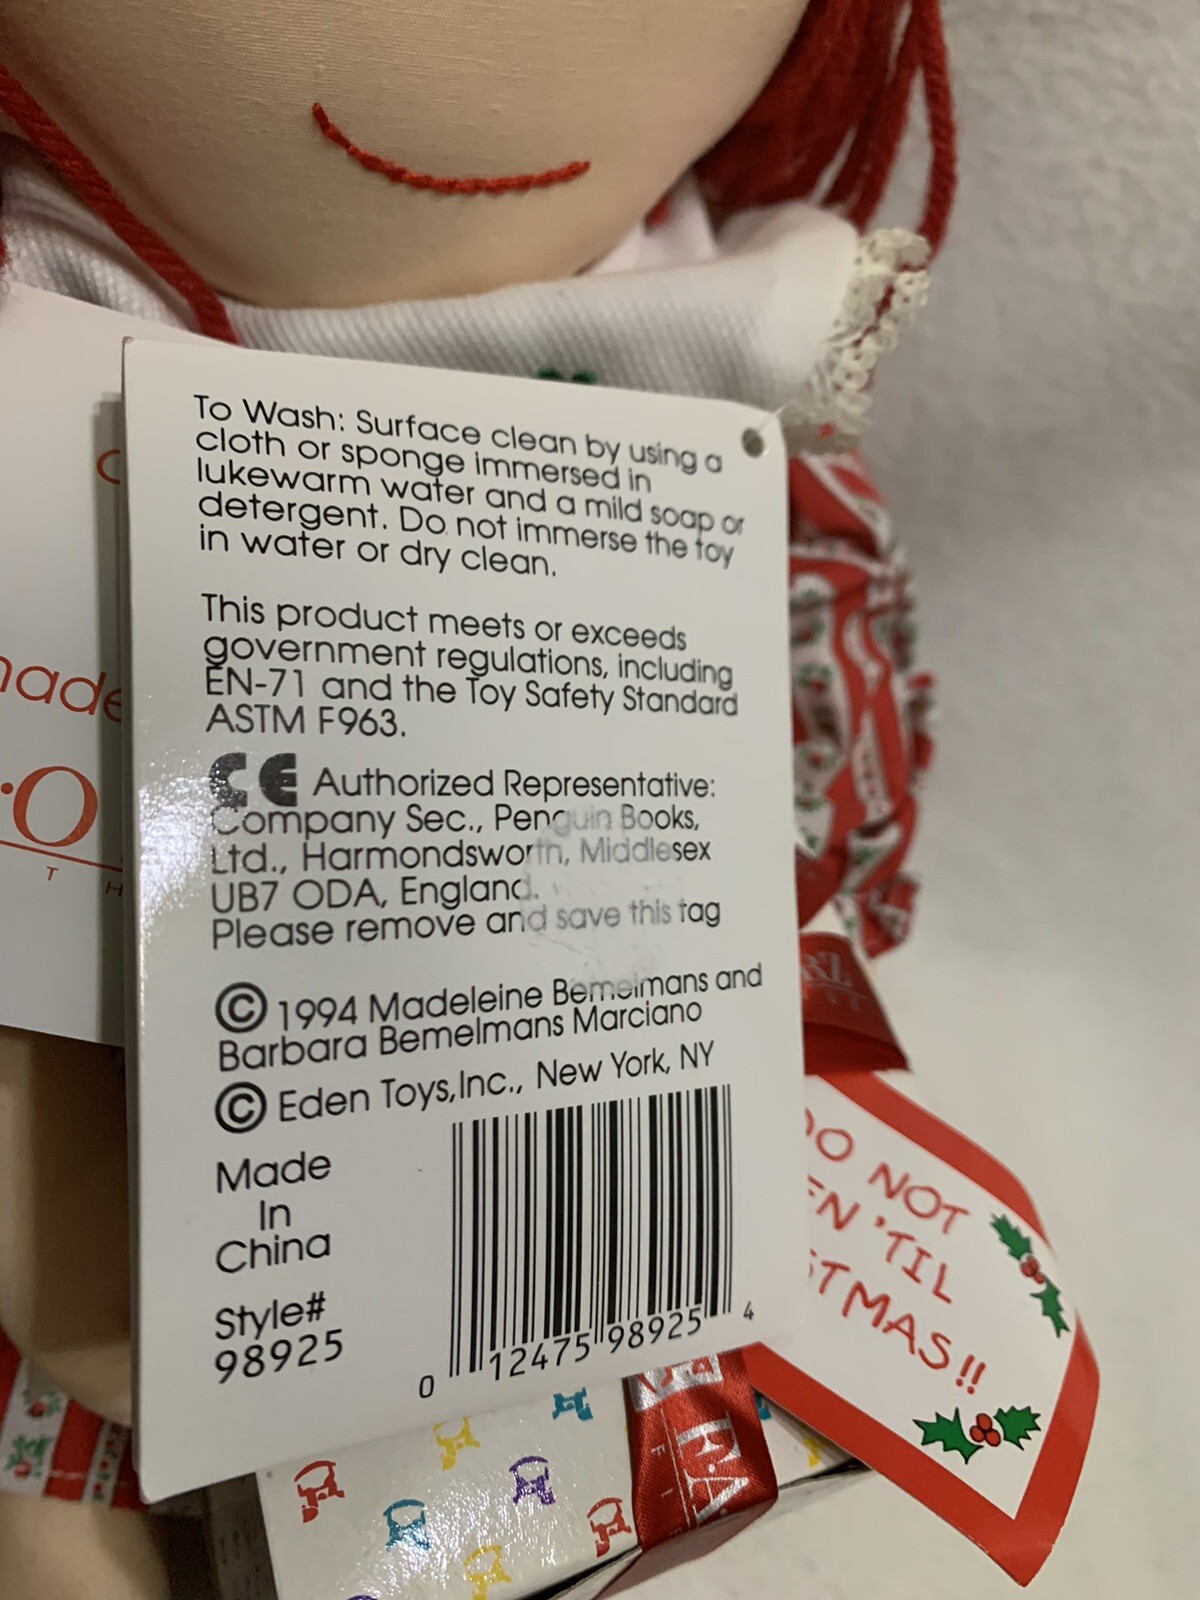 To Wash: Surface clean by using a
cloth or sponge immersed in
lukewarm water and a mild soap or
detergent. Do not immerse the toy
in water or dry clean.
This product meets or exceeds
government regulations, including
EN-71 and the Toy Safety Standard
ASTM F963.
CE Authorized Representative:
Company Sec., Penguin Books,
Ltd., Harmondsworth, Middlesex
UB7 ODA, England.
Please remove and save this tag
© 1994 Madeleine Bemelmans and
Barbara Bemelmans Marciano
© Eden Toys,Inc., New York, NY
Made
In
China
Style#
98925
0 12475 98925 4
DO NOT
'TIL
!!